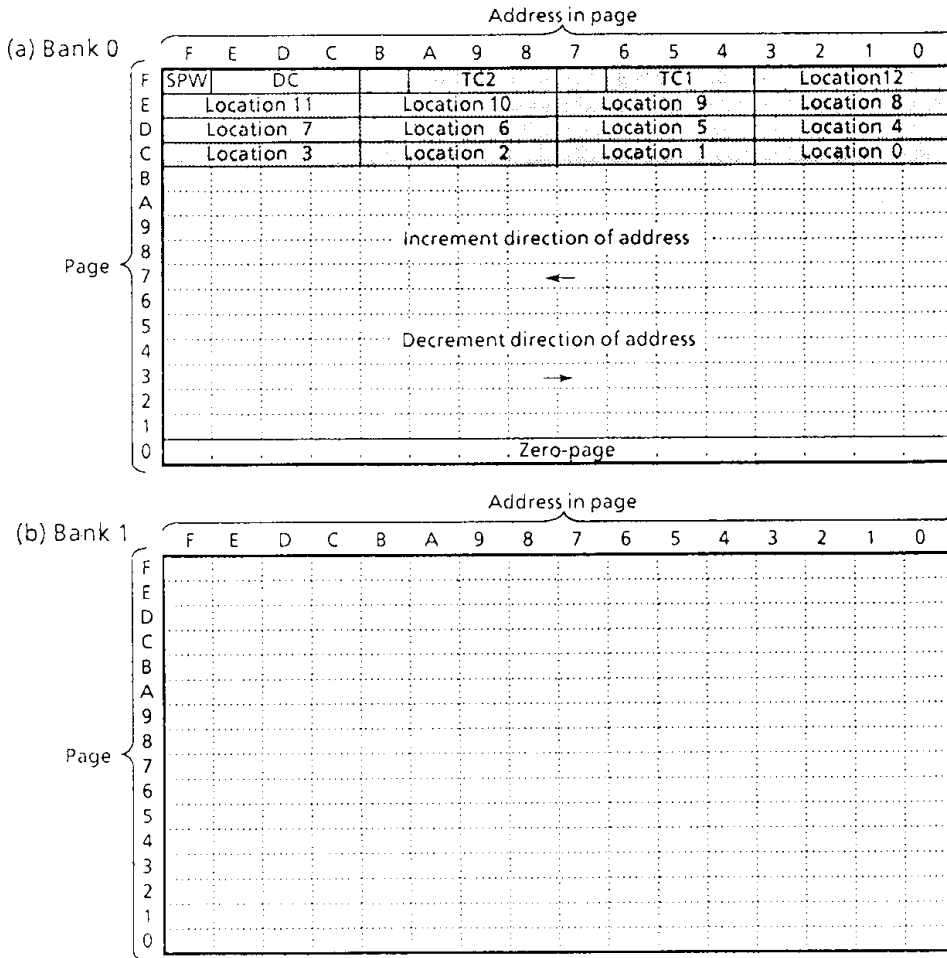 Address in page
(a) Bank 0
F E D C B A 9 8 7 6 5 4 3 2 1 0
F SPW DC TC2 TC1 Location12
E Location 11 Location 10 Location 9 Location 8
D Location 7 Location 6 Location 5 Location 4
C Location 3 Location 2 Location 1 Location 0
B
A
9
Increment direction of address
8
Page
7
6
5
Decrement direction of address
4
3
2
1
0 Zero-page
Address in page
(b) Bank 1
F E D C B A 9 8 7 6 5 4 3 2 1 0
F
E
D
C
B
A
9
8
Page
7
6
5
4
3
2
1
0